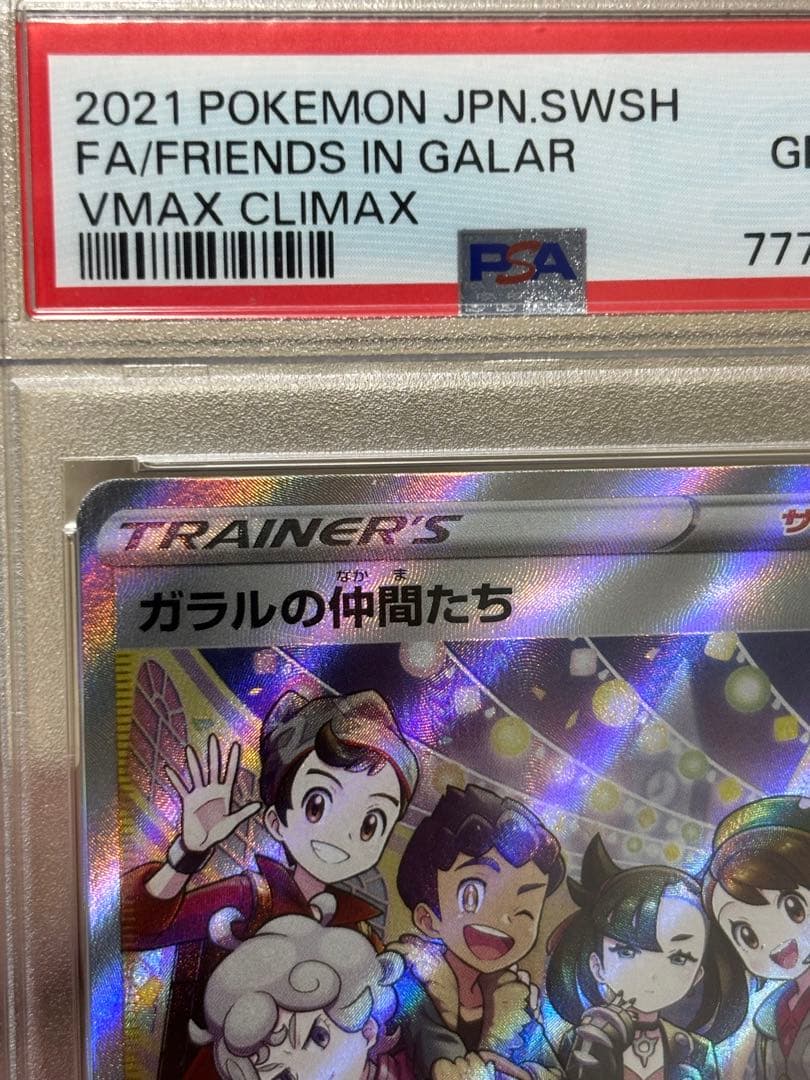 2021 POKEMON JPN.SWSH
FA/FRIENDS IN GALAR
VMAX CLIMAX
PSA
TRAINER'S
なかま
ガラルの仲間たち